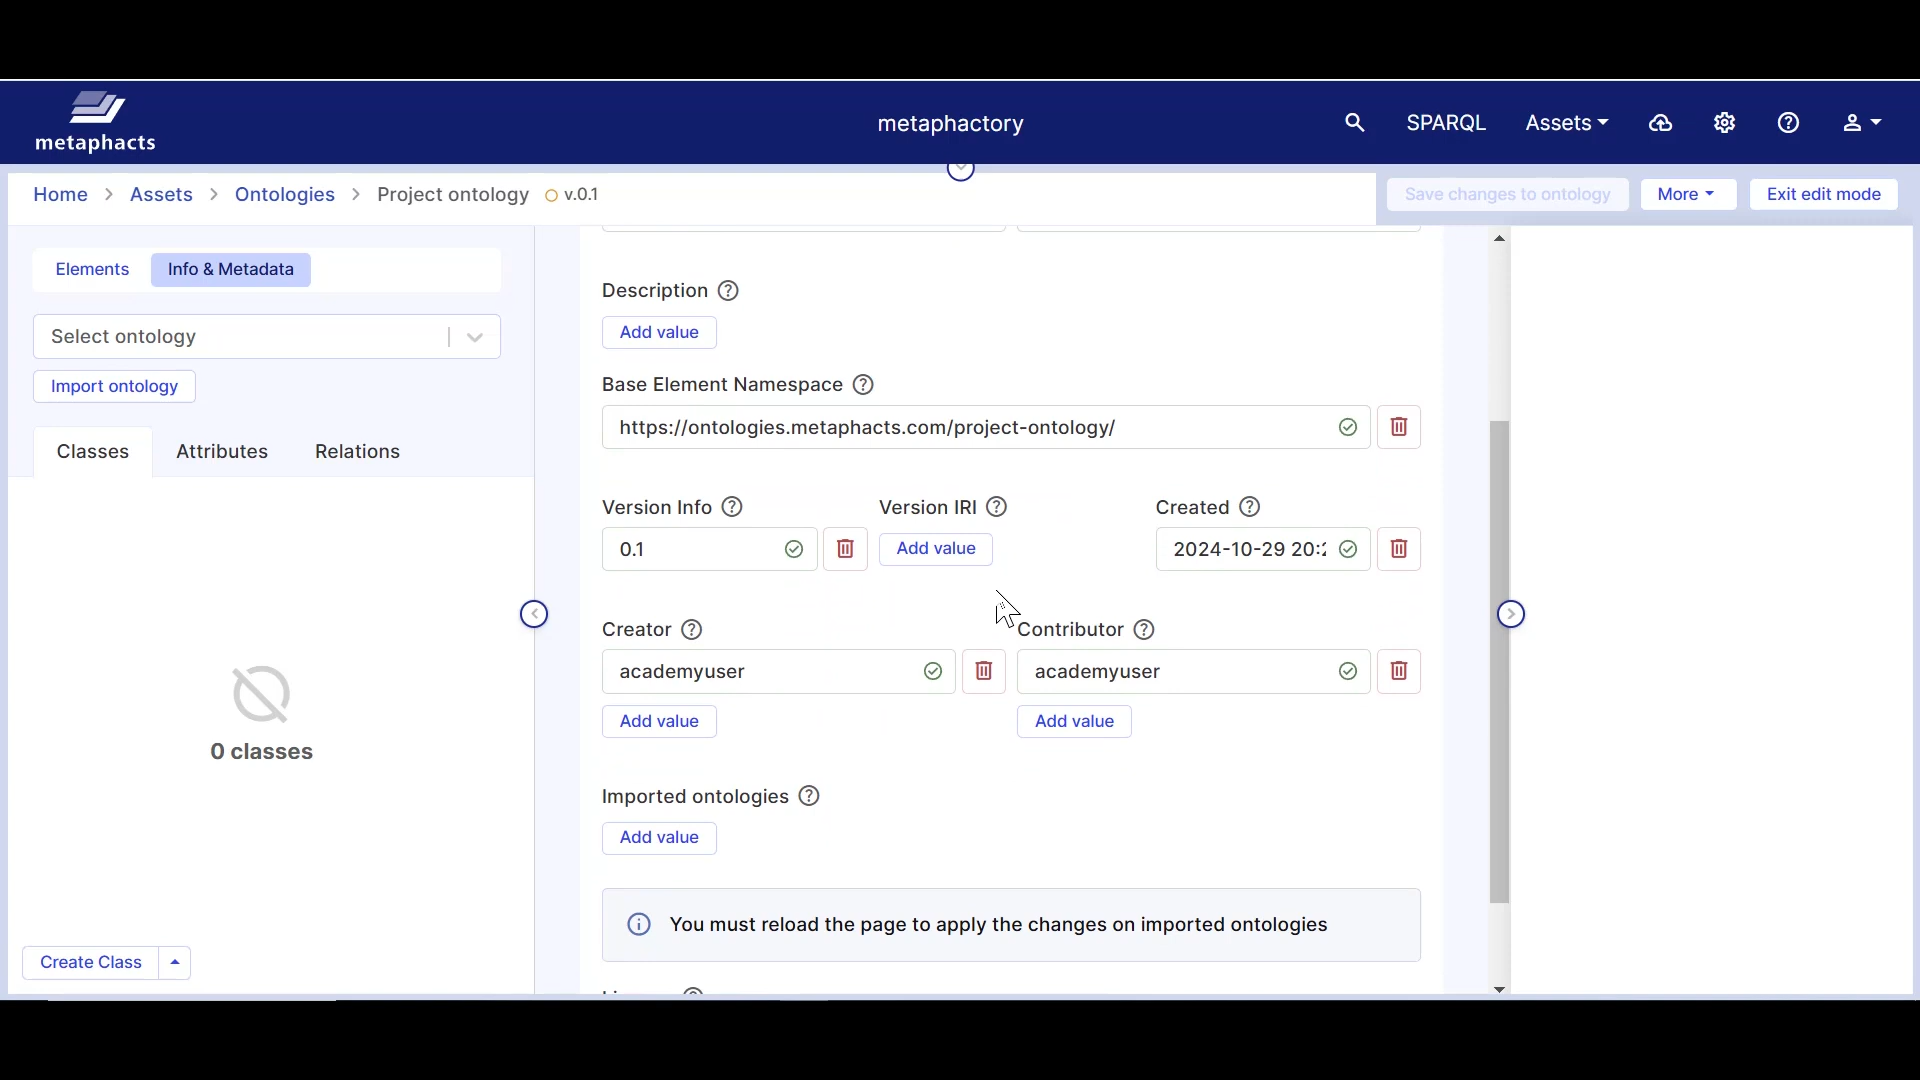 metaphacts
metaphactory
SPARQL
Assets
Home > Assets > Ontologies > Project ontology v.0.1
Save changes to ontology
More
Exit edit mode
Elements
Info & Metadata
Select ontology
Import ontology
Classes
Attributes
Relations
0 classes
Create Class
Description
Add value
Base Element Namespace
https://ontologies.metaphacts.com/project-ontology/
Version Info
Version IRI
Created
0.1
Add value
2024-10-29 20:
Creator
Contributor
academyuser
academyuser
Add value
Add value
Imported ontologies
Add value
You must reload the page to apply the changes on imported ontologies